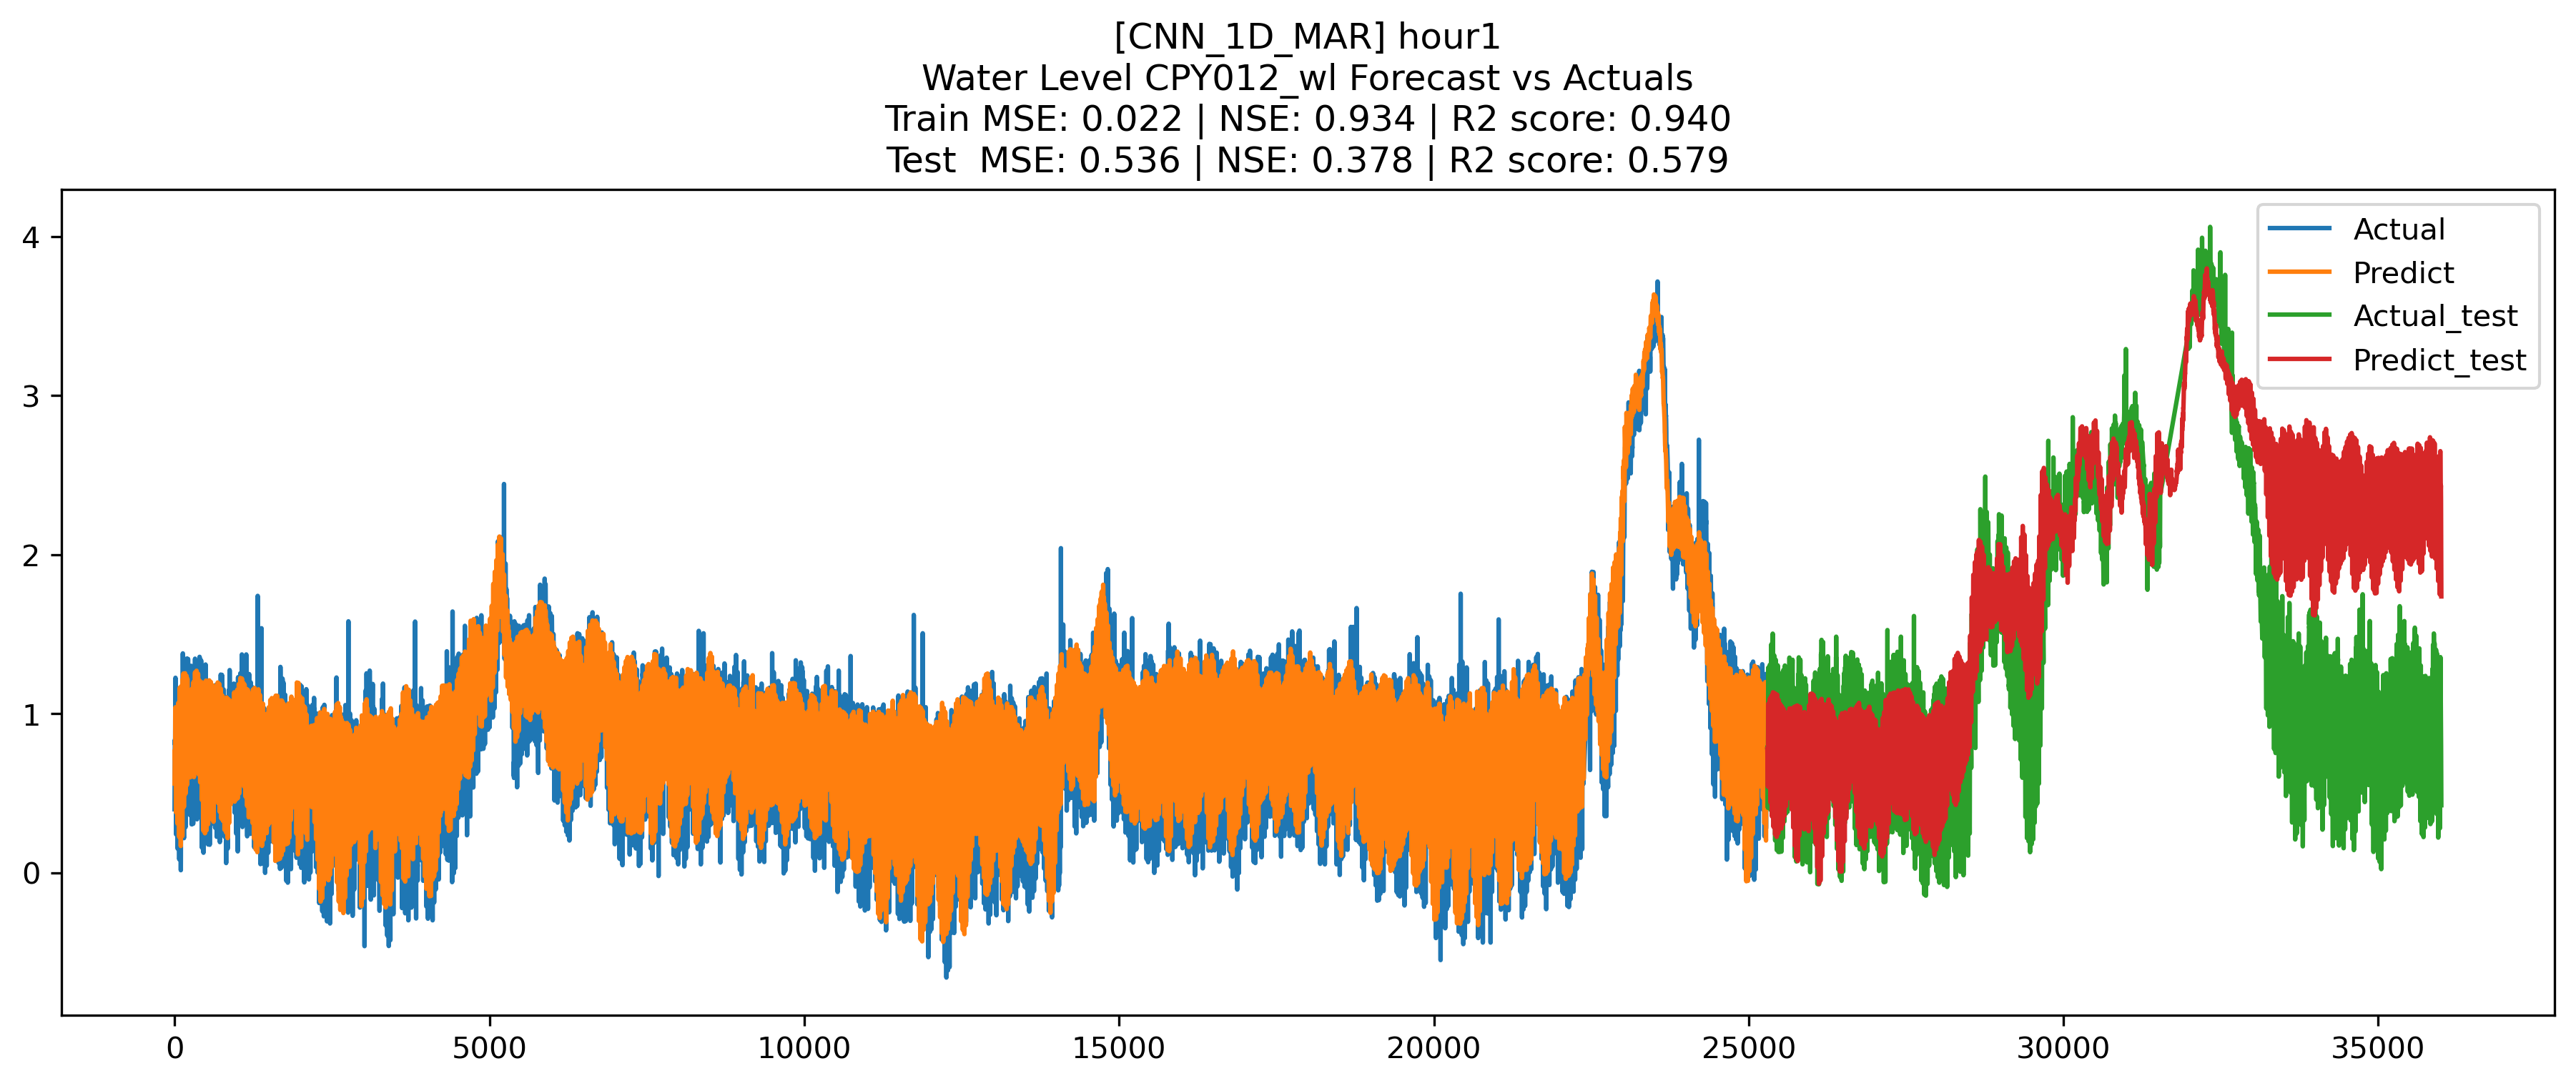 [CNN_1D_MAR] hour1
Water Level CPY012_wl Forecast vs Actuals
Train MSE: 0.022 | NSE: 0.934 | R2 score: 0.940
Test  MSE: 0.536 | NSE: 0.378 | R2 score: 0.579
4
3
2
1
0
Actual
Predict
Actual_test
Predict_test
0 5000 10000 15000 20000 25000 30000 35000